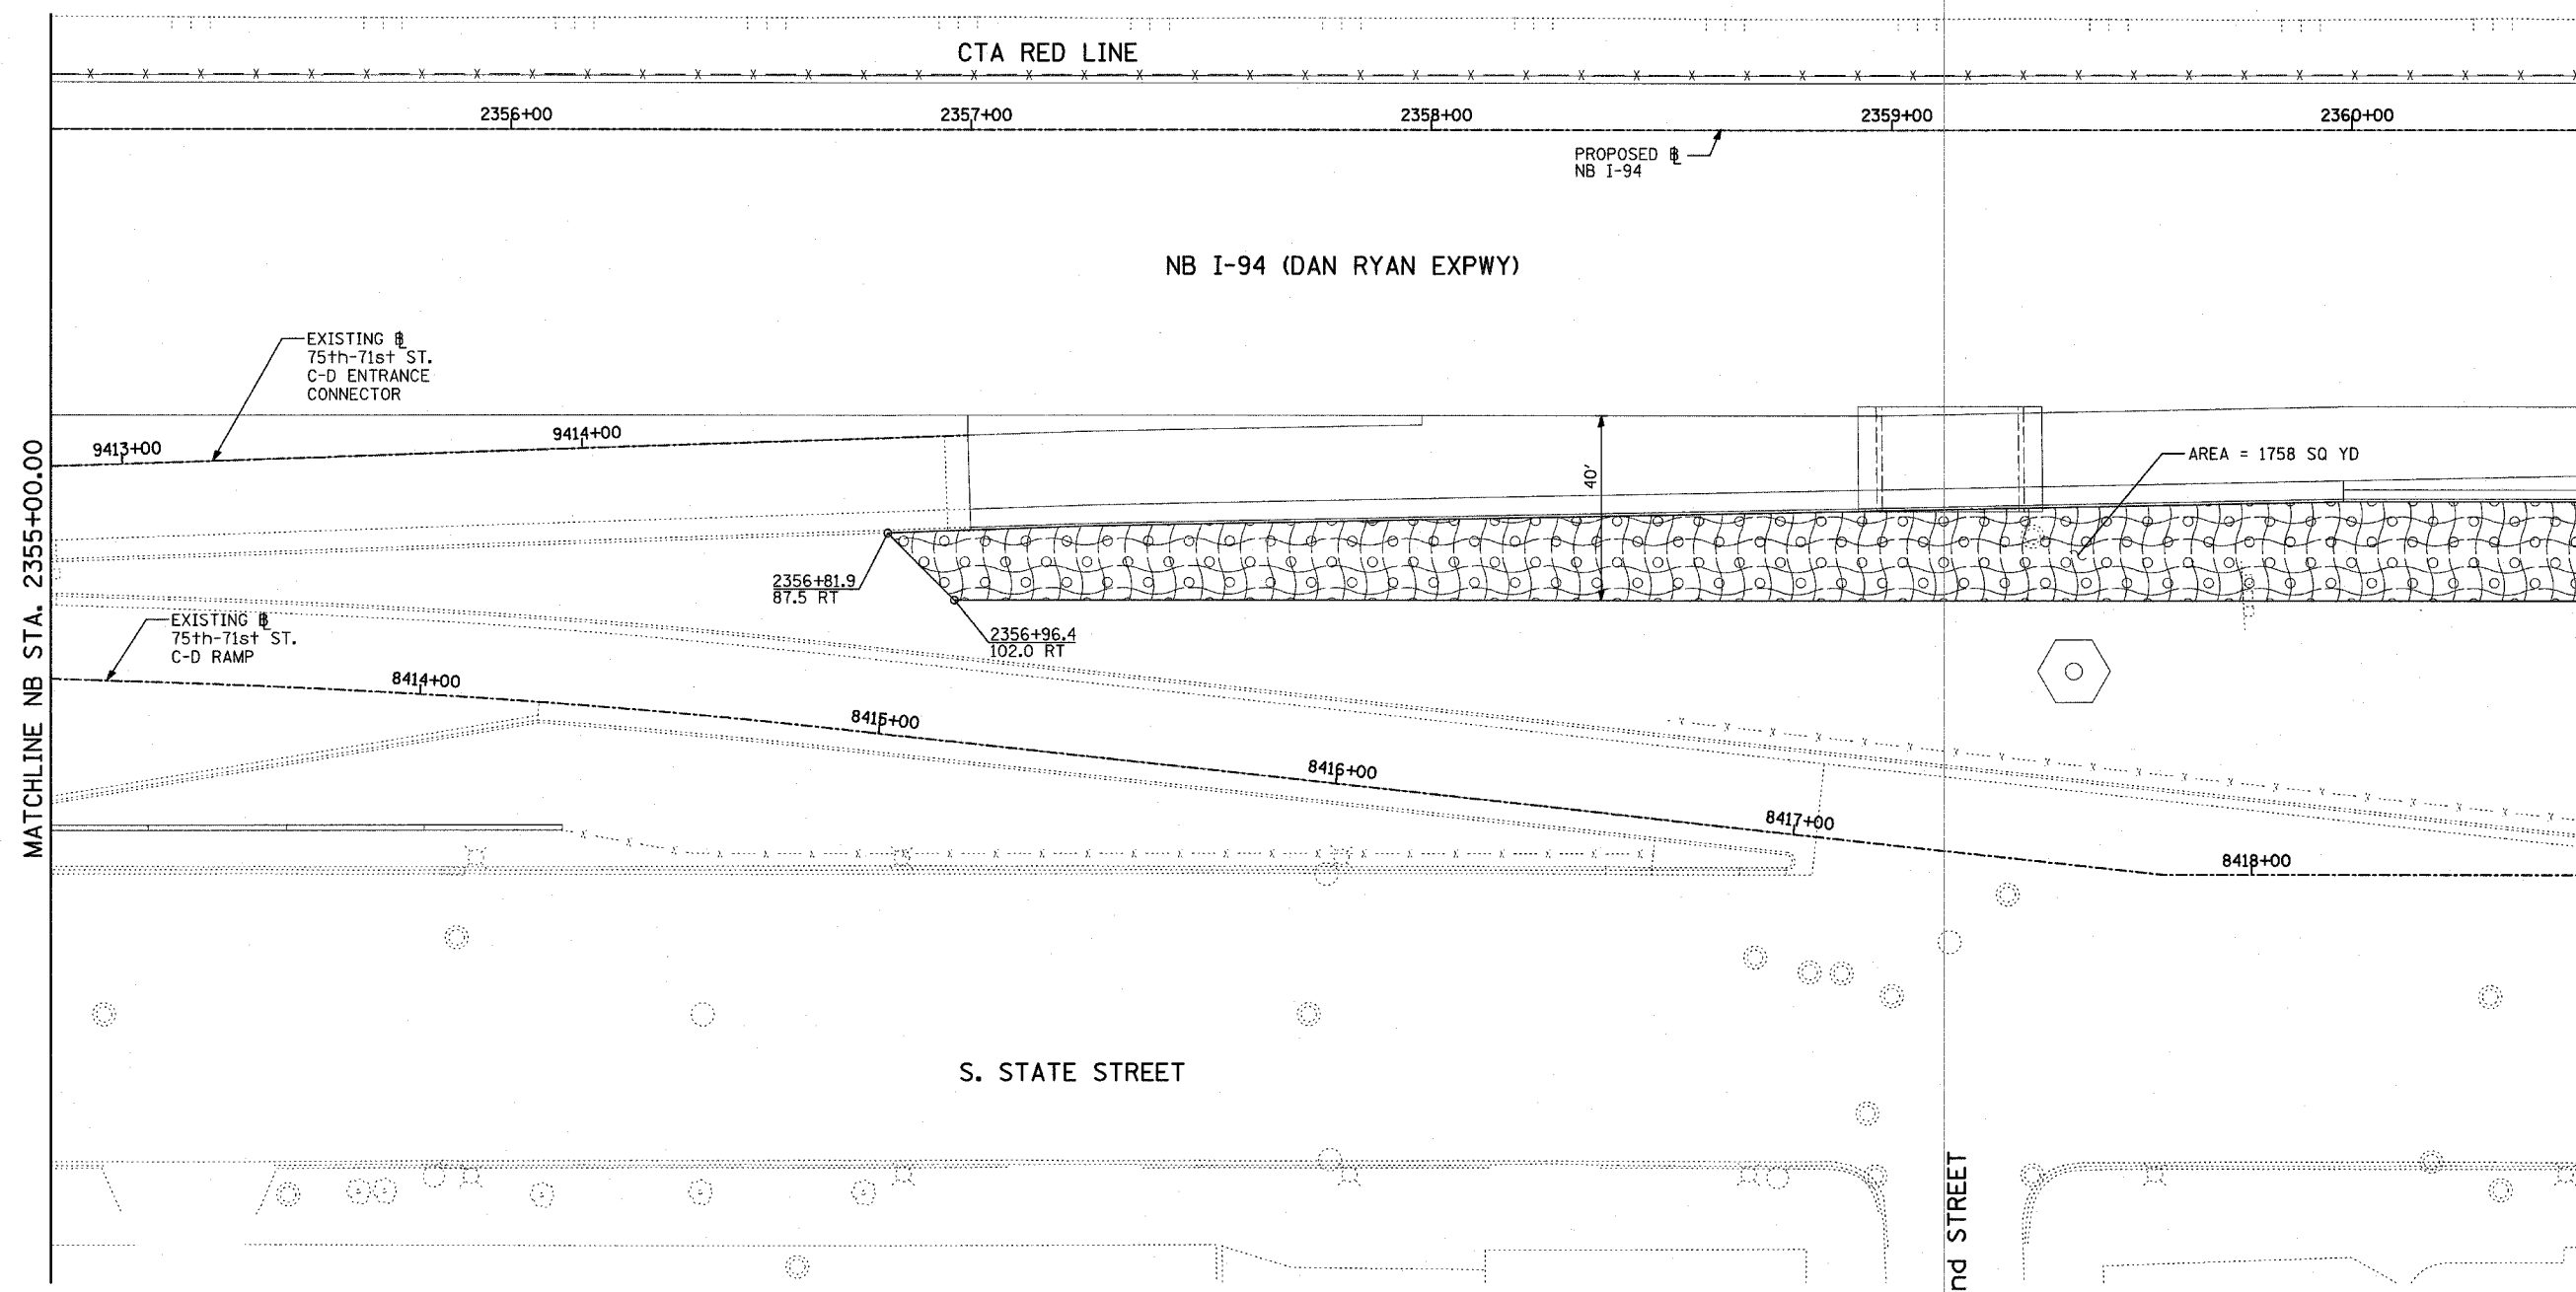 CTA RED LINE
2356+00
2357+00
2358+00
2359+00
2360+00
PROPOSED ℄
NB I-94
NB I-94 (DAN RYAN EXPWY)
EXISTING ℄
75th-71st ST.
C-D ENTRANCE
CONNECTOR
9413+00
9414+00
40'
AREA = 1758 SQ YD
MATCHLINE NB STA. 2355+00.00
2356+81.9
87.5 RT
2356+96.4
102.0 RT
EXISTING ℄
75th-71st ST.
C-D RAMP
8414+00
8415+00
8416+00
8417+00
8418+00
S. STATE STREET
nd STREET